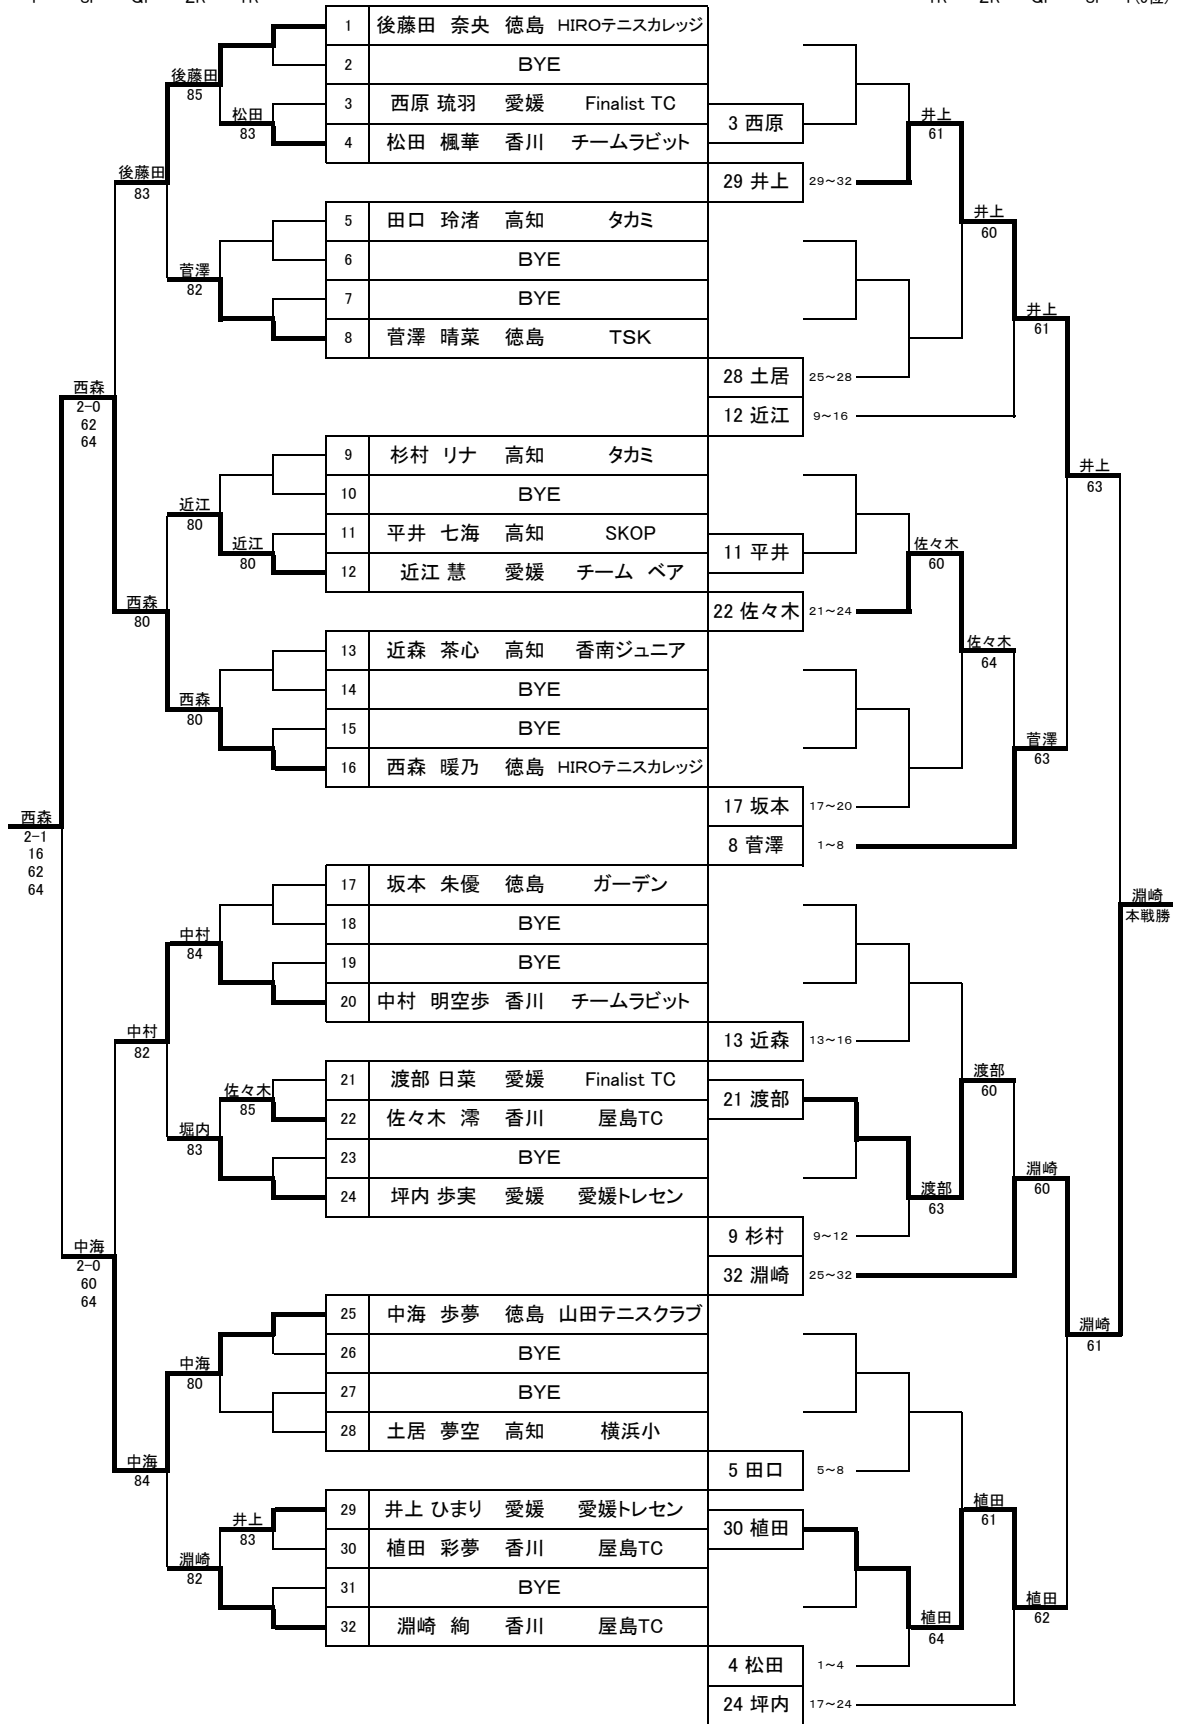 1 後藤田 奈央 徳島 HIROテニスカレッジ
2 BYE
後藤田
85
3 西原 琉羽 愛媛 Finalist TC
松田
83
3 西原
井上
61
4 松田 楓華 香川 チームラビット
後藤田
83
29 井上 29~32
5 田口 玲渚 高知 タカミ
井上
60
6 BYE
菅澤
82
7 BYE
井上
61
8 菅澤 晴菜 徳島 TSK
28 土居 25~28
西森
2-0
62
64
12 近江 9~16
9 杉村 リナ 高知 タカミ
井上
63
10 BYE
近江
80
11 平井 七海 高知 SKOP
近江
80
11 平井
佐々木
60
12 近江 慧 愛媛 チーム ベア
西森
80
22 佐々木 21~24
13 近森 茶心 高知 香南ジュニア
佐々木
64
14 BYE
西森
80
15 BYE
菅澤
63
16 西森 暖乃 徳島 HIROテニスカレッジ
17 坂本 17~20
西森
2-1
16
62
64
8 菅澤 1~8
17 坂本 朱優 徳島 ガーデン
淵崎
本戦勝
18 BYE
中村
84
19 BYE
20 中村 明空歩 香川 チームラビット
中村
82
13 近森 13~16
21 渡部 日菜 愛媛 Finalist TC
佐々木
85
21 渡部
渡部
60
22 佐々木 澪 香川 屋島TC
堀内
83
23 BYE
淵崎
60
24 坪内 歩実 愛媛 愛媛トレセン
渡部
63
9 杉村 9~12
中海
2-0
60
64
32 淵崎 25~32
25 中海 歩夢 徳島 山田テニスクラブ
淵崎
61
26 BYE
中海
80
27 BYE
28 土居 夢空 高知 横浜小
中海
84
5 田口 5~8
29 井上 ひまり 愛媛 愛媛トレセン
井上
83
30 植田
植田
61
30 植田 彩夢 香川 屋島TC
淵崎
82
31 BYE
植田
62
32 淵崎 絢 香川 屋島TC
植田
64
4 松田 1~4
24 坪内 17~24